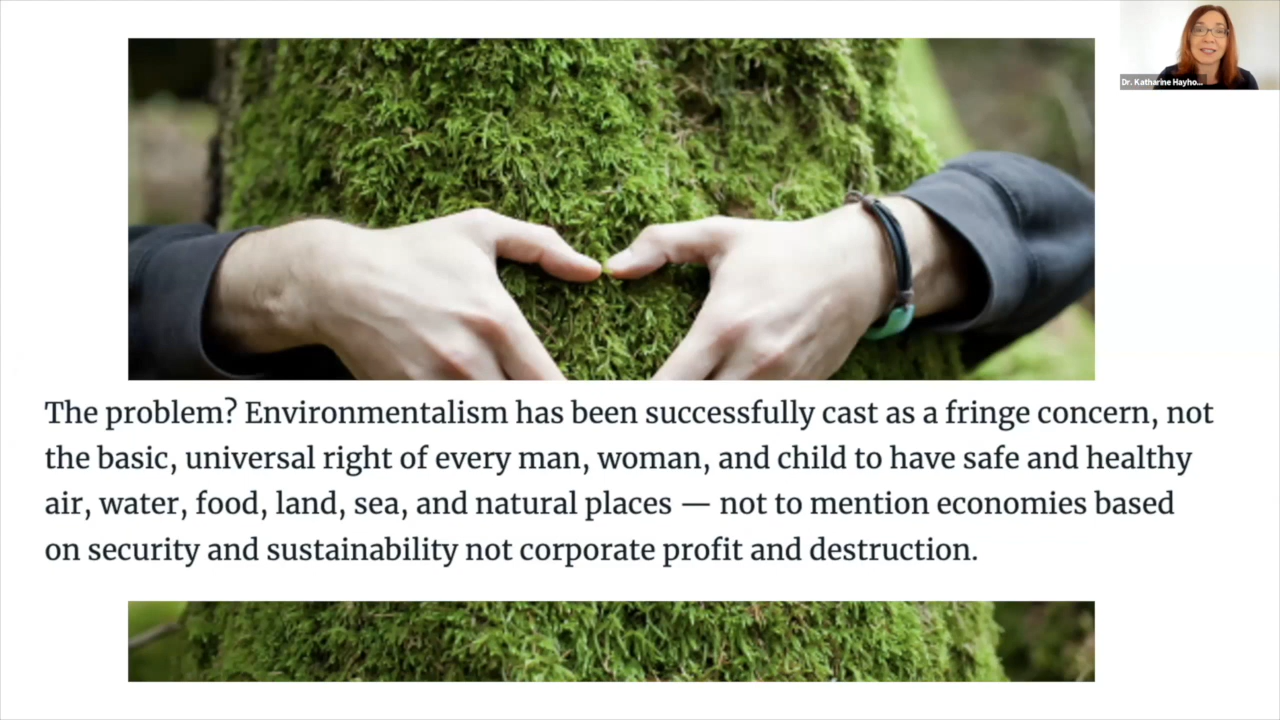 Dr. Katharine Hayho...
The problem? Environmentalism has been successfully cast as a fringe concern, not
the basic, universal right of every man, woman, and child to have safe and healthy
air, water, food, land, sea, and natural places — not to mention economies based
on security and sustainability not corporate profit and destruction.